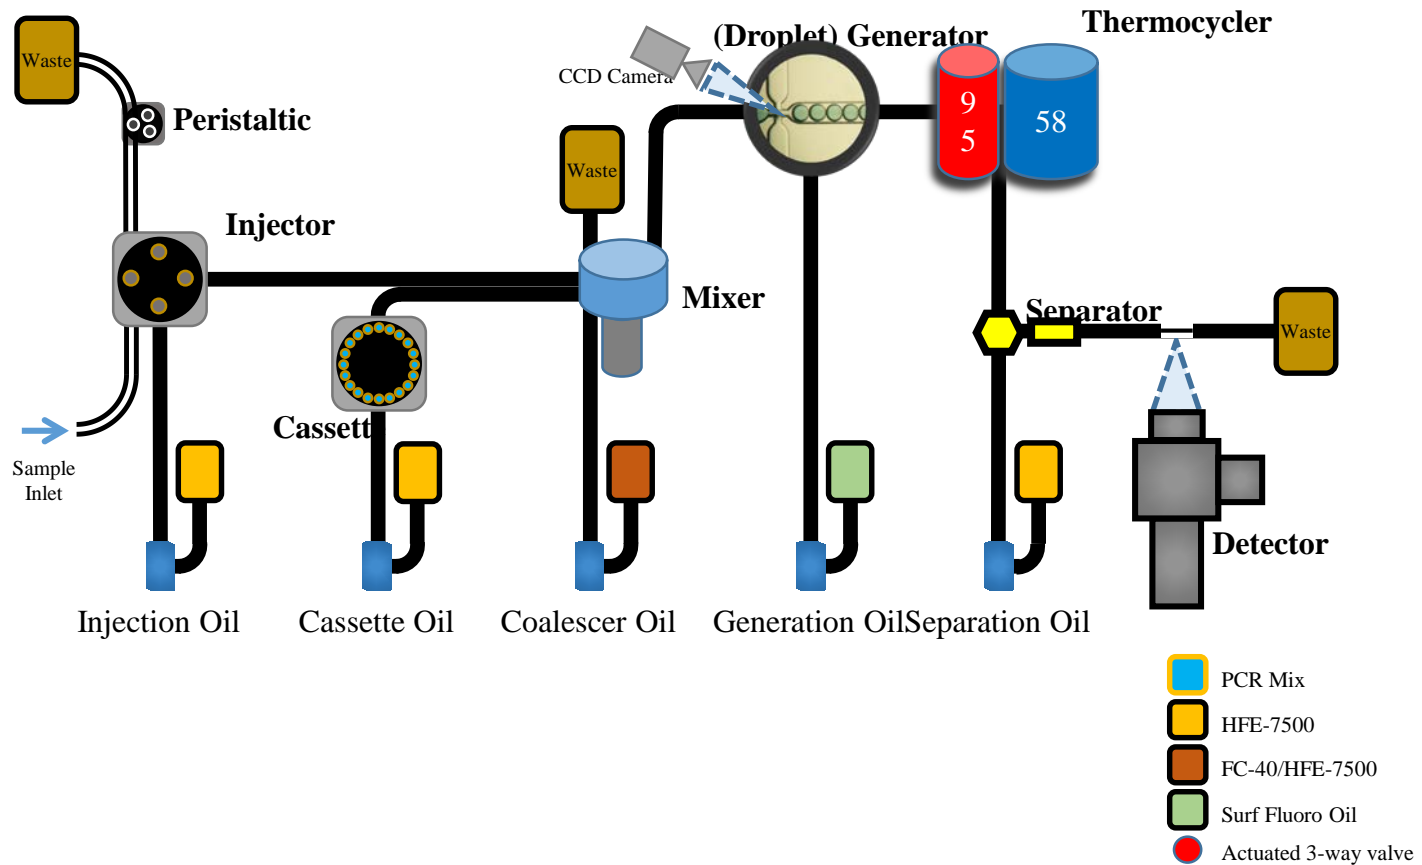 Thermocycler
(Droplet) Generator
Waste
CCD Camera
Peristaltic
9
5
58
Waste
Injector
Mixer
Separator
Waste
Cassett
Sample
Inlet
Detector
Injection Oil
Cassette Oil
Coalescer Oil
Generation Oil
Separation Oil
PCR Mix
HFE-7500
FC-40/HFE-7500
Surf Fluoro Oil
Actuated 3-way valve